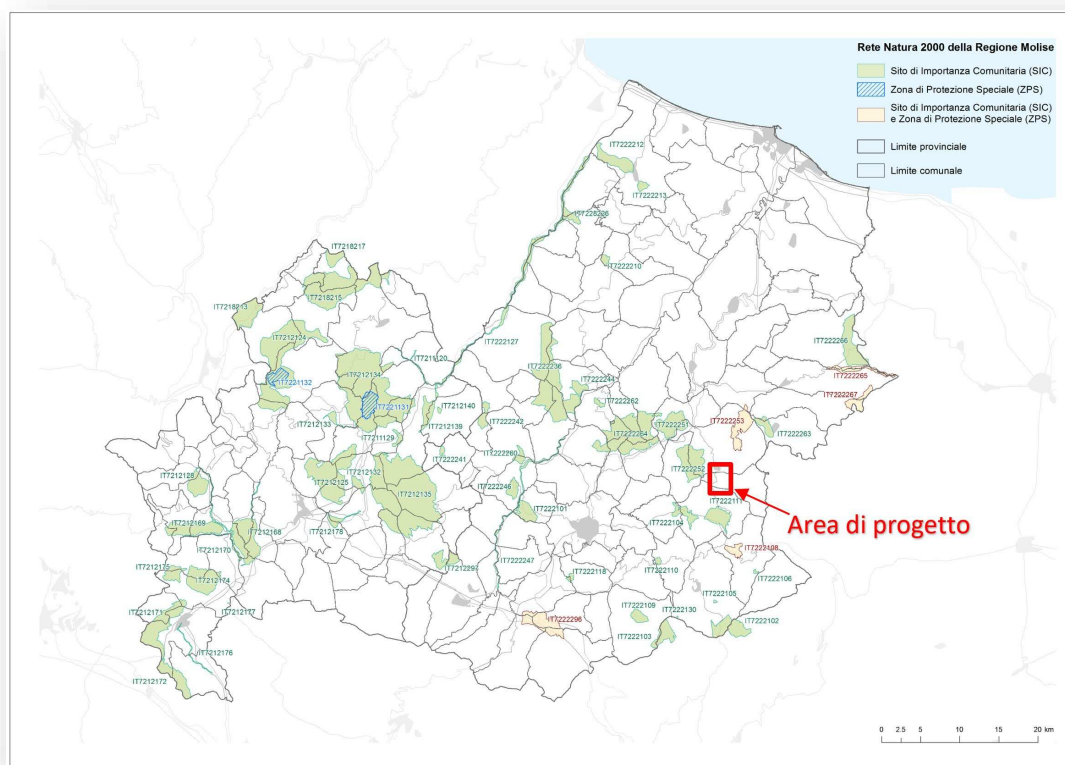 Rete Natura 2000 della Regione Molise
Sito di Importanza Comunitaria (SIC)
Zona di Protezione Speciale (ZPS)
Sito di Importanza Comunitaria (SIC)
e Zona di Protezione Speciale (ZPS)
Limite provinciale
Limite comunale
IT7222212
IT7222213
IT7228226
IT7222210
IT7218217
IT7218215
IT7218213
IT7212124
IT7221132
IT7211120
IT7222127
IT7212134
IT7221131
IT7222236
IT7222244
IT7222262
IT7222266
IT7222265
IT7222267
IT7212133
IT7212140
IT7212139
IT7222242
IT7211129
IT7222241
IT7222260
IT7222264
IT7222251
IT7222253
IT7222263
IT7222252
IT7212128
IT7212125
IT7212132
IT7212135
IT7222246
IT7222101
IT7222111
IT7222104
Area di progetto
IT7212169
IT7212168
IT7212178
IT7212170
IT7212175
IT7212174
IT7212297
IT7222247
IT7222118
IT7222110
IT7222108
IT7222106
IT7222105
IT7212171
IT7212177
IT7222109
IT7222130
IT7222102
IT7222296
IT7222103
IT7212176
IT7212172
0 2.5 5 10 15 20 km